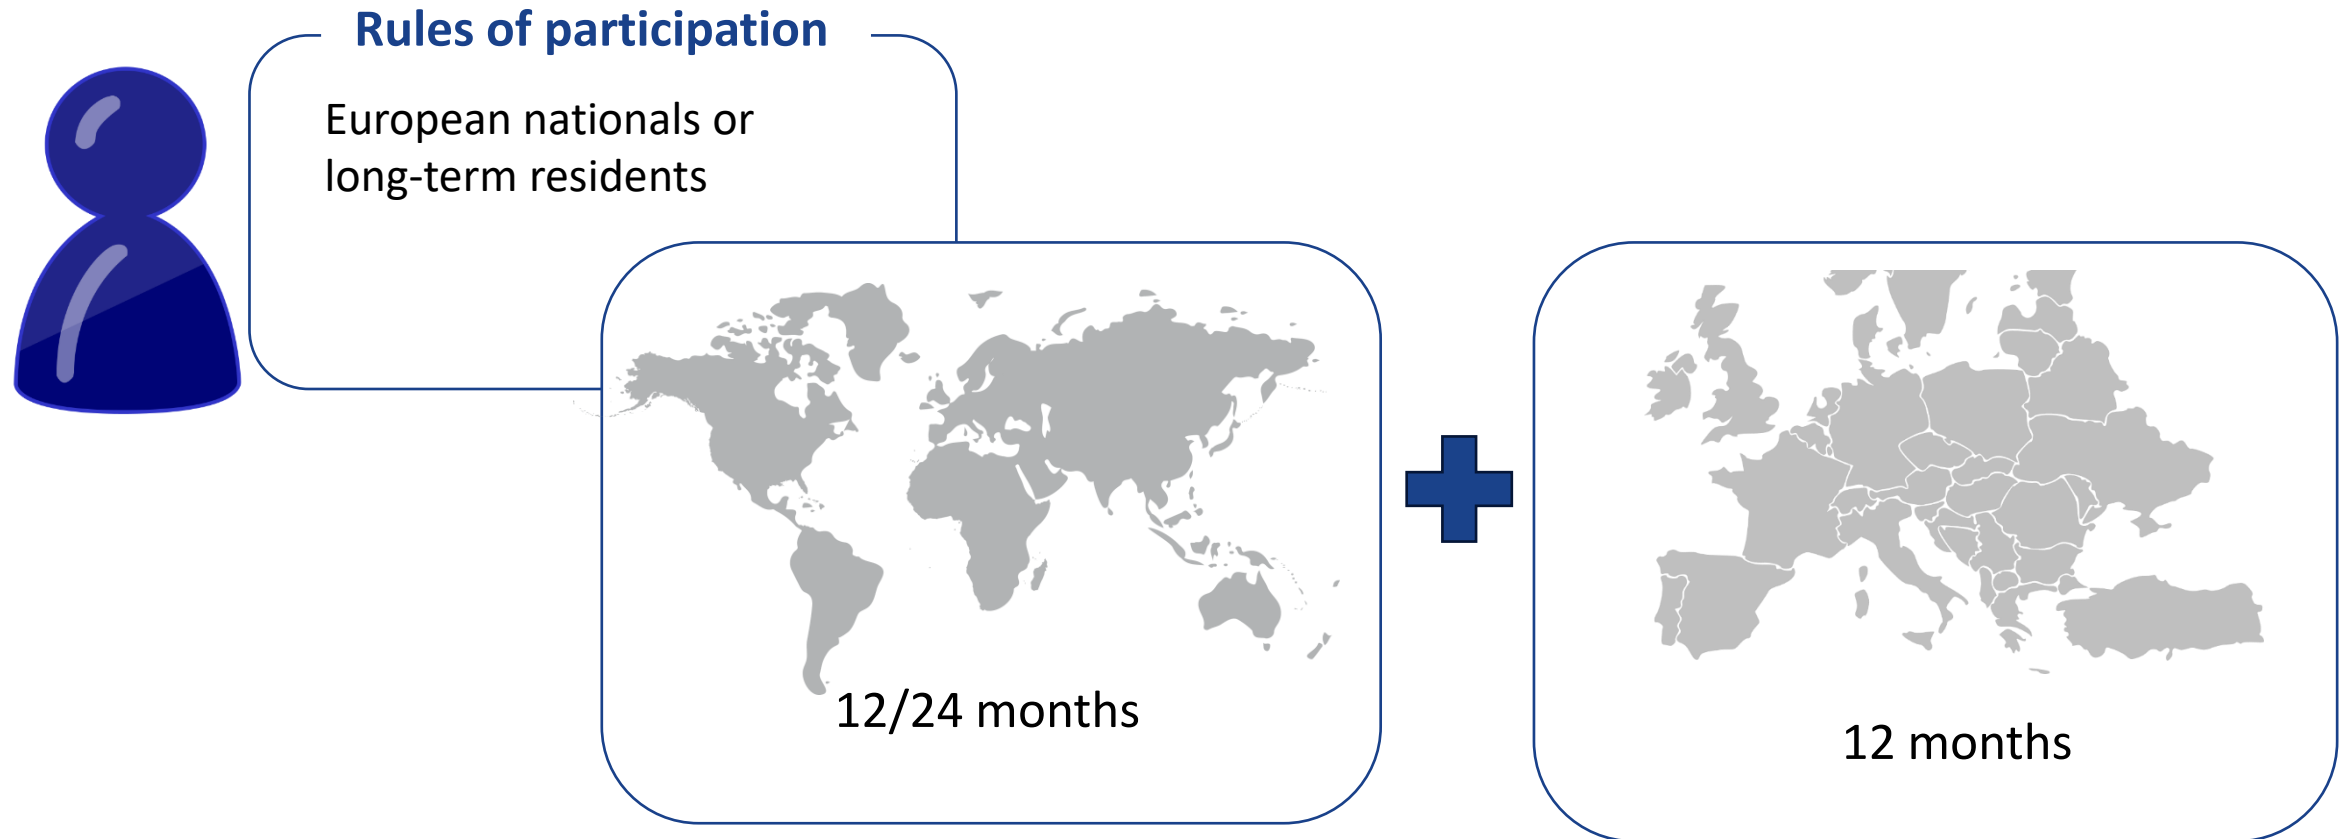 Rules of participation
European nationals or
long-term residents
12/24 months
12 months